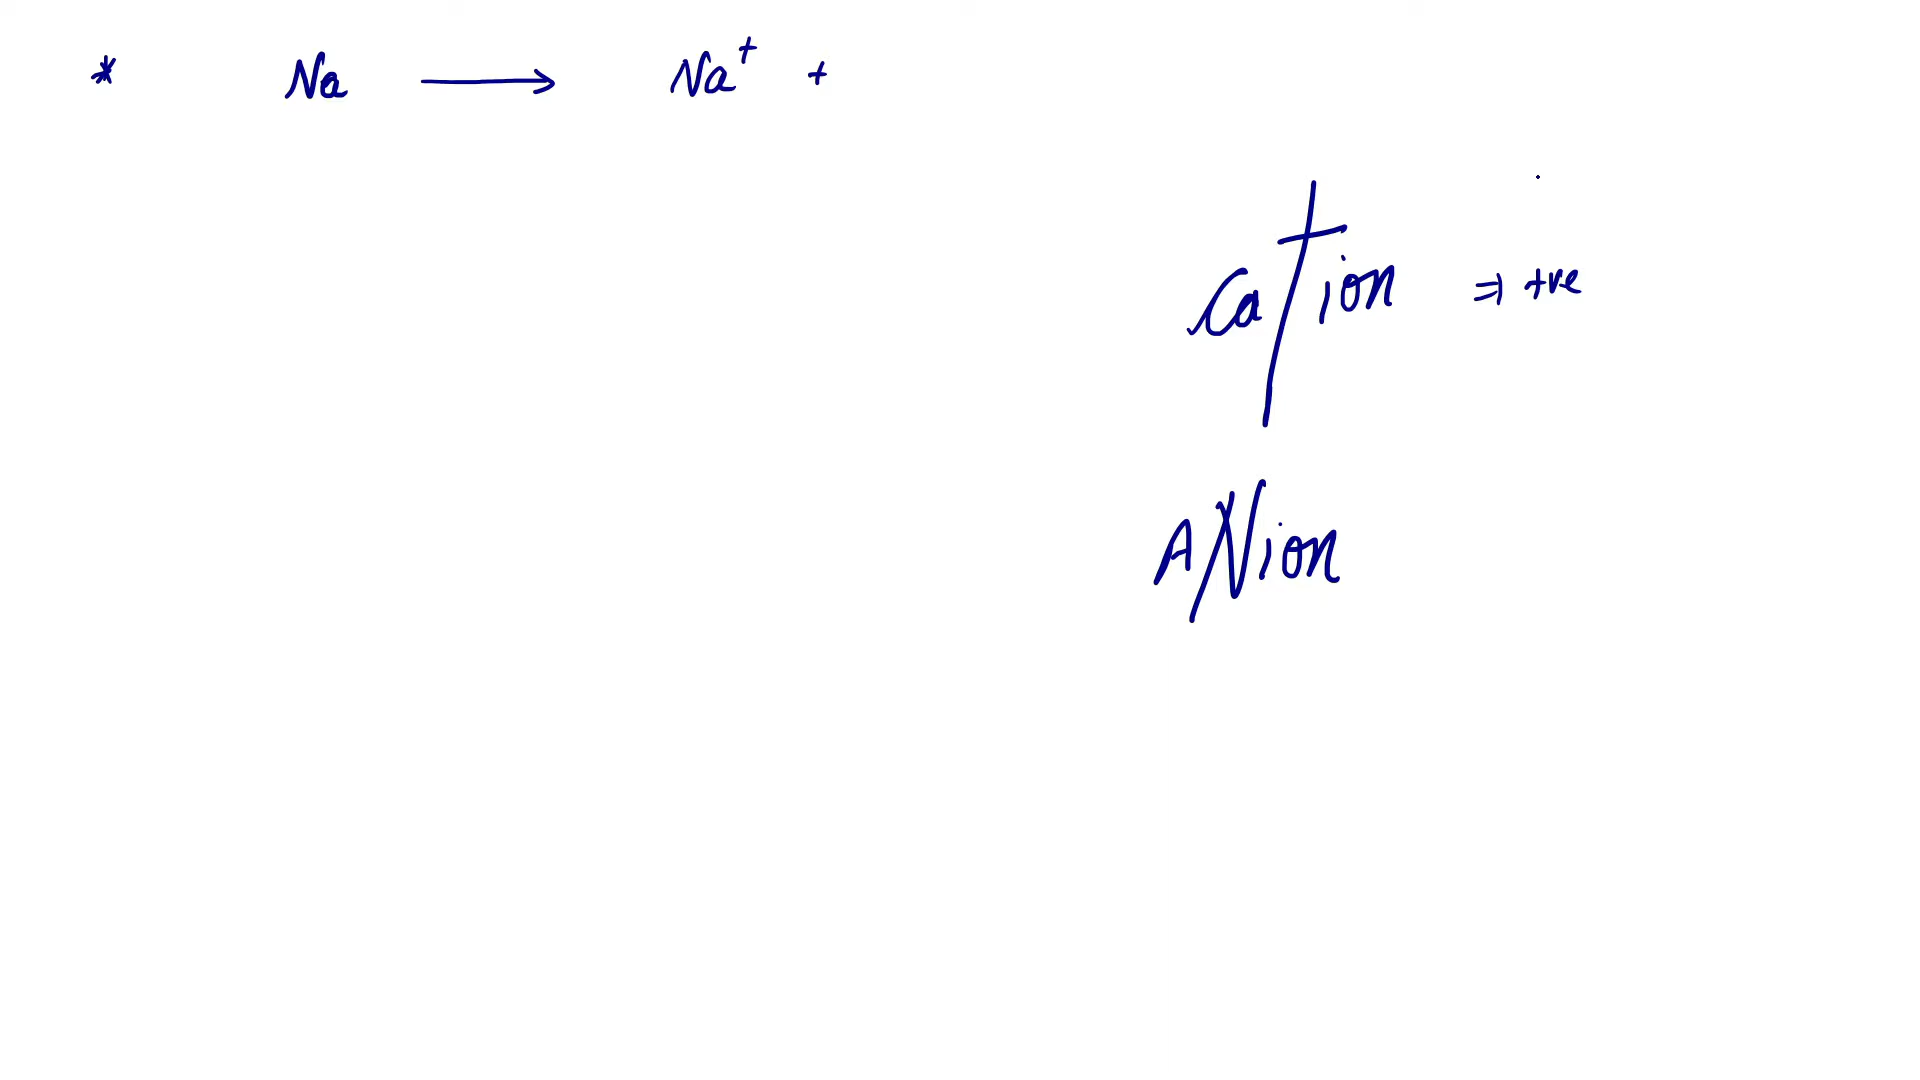 * Na ⟶ Na⁺ +
CaTion ⇒ +ve
ANion